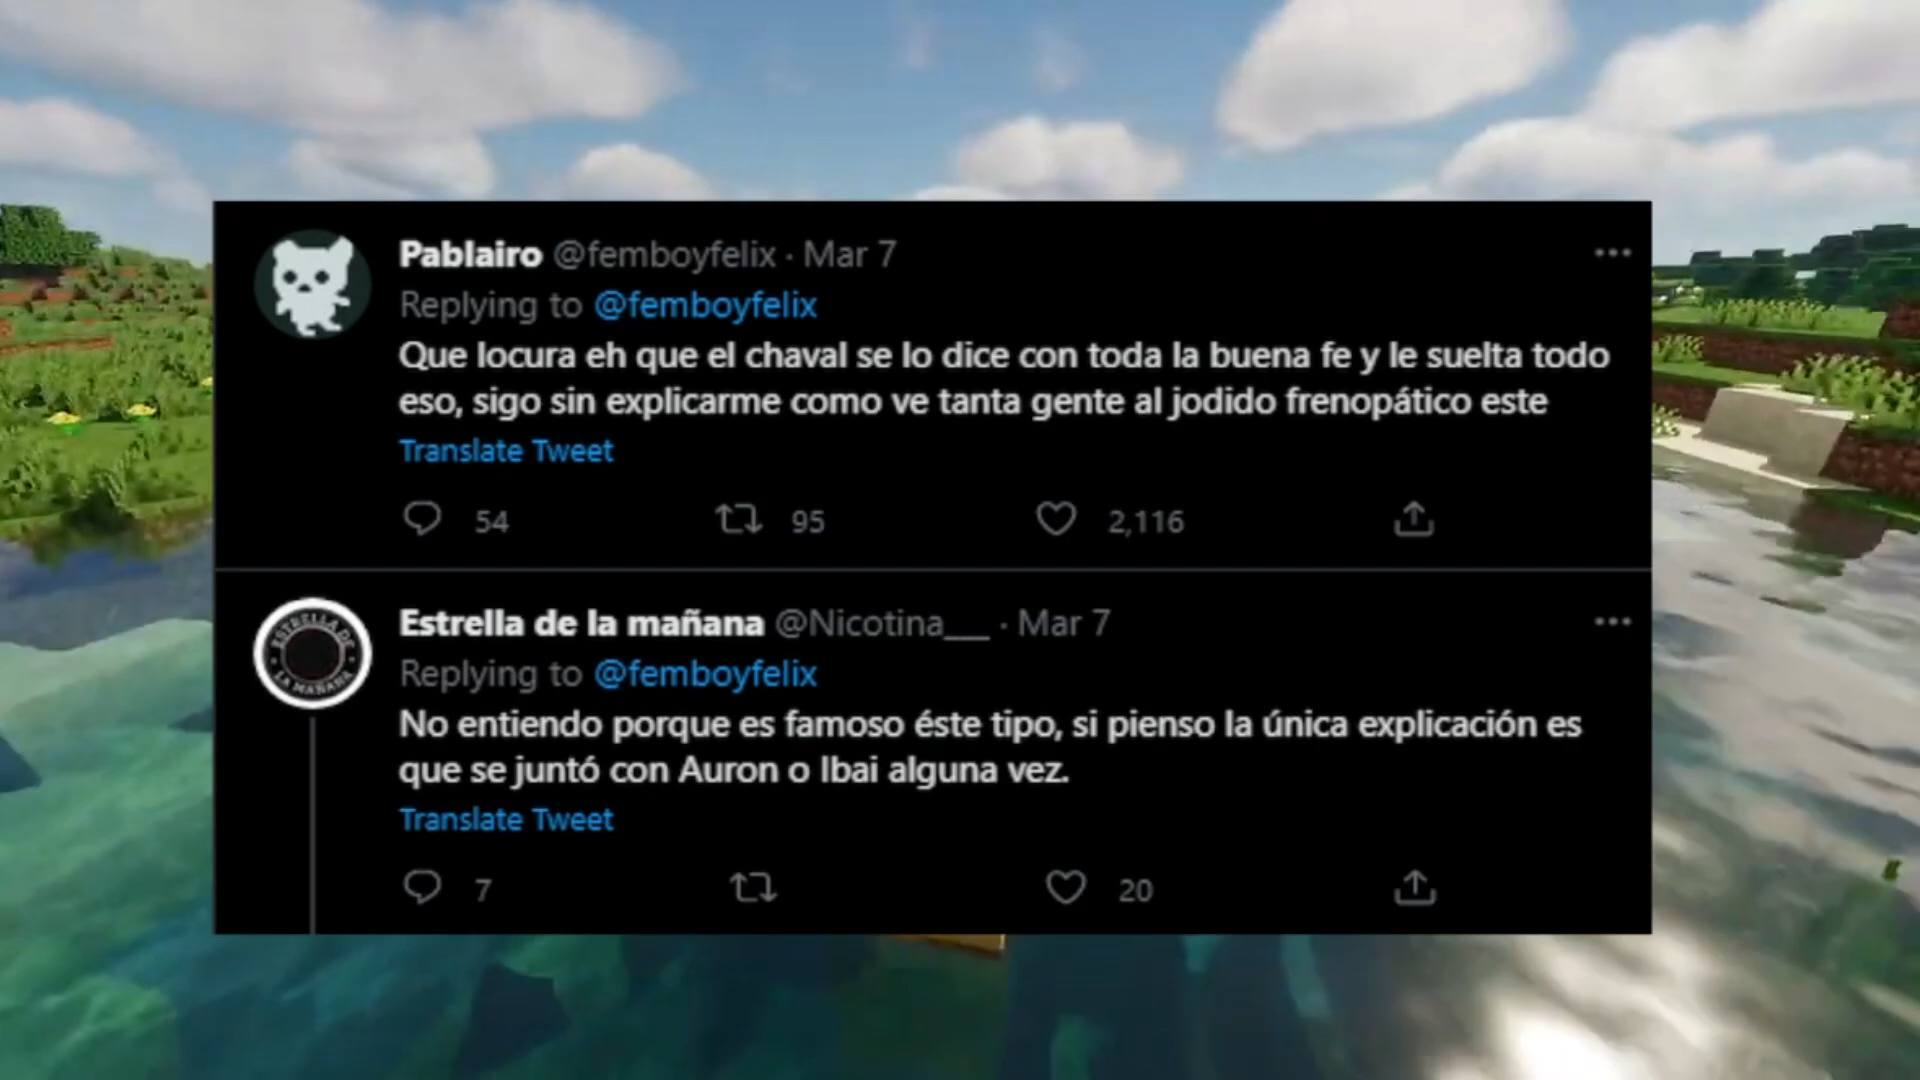 Pablairo @femboyfelix · Mar 7
Replying to @femboyfelix
Que locura eh que el chaval se lo dice con toda la buena fe y le suelta todo
eso, sigo sin explicarme como ve tanta gente al jodido frenopático este
Translate Tweet
54 95 2,116
ESTRELLA DE
LA MAÑANA
Estrella de la mañana @Nicotina__ · Mar 7
Replying to @femboyfelix
No entiendo porque es famoso éste tipo, si pienso la única explicación es
que se juntó con Auron o Ibai alguna vez.
Translate Tweet
7 20